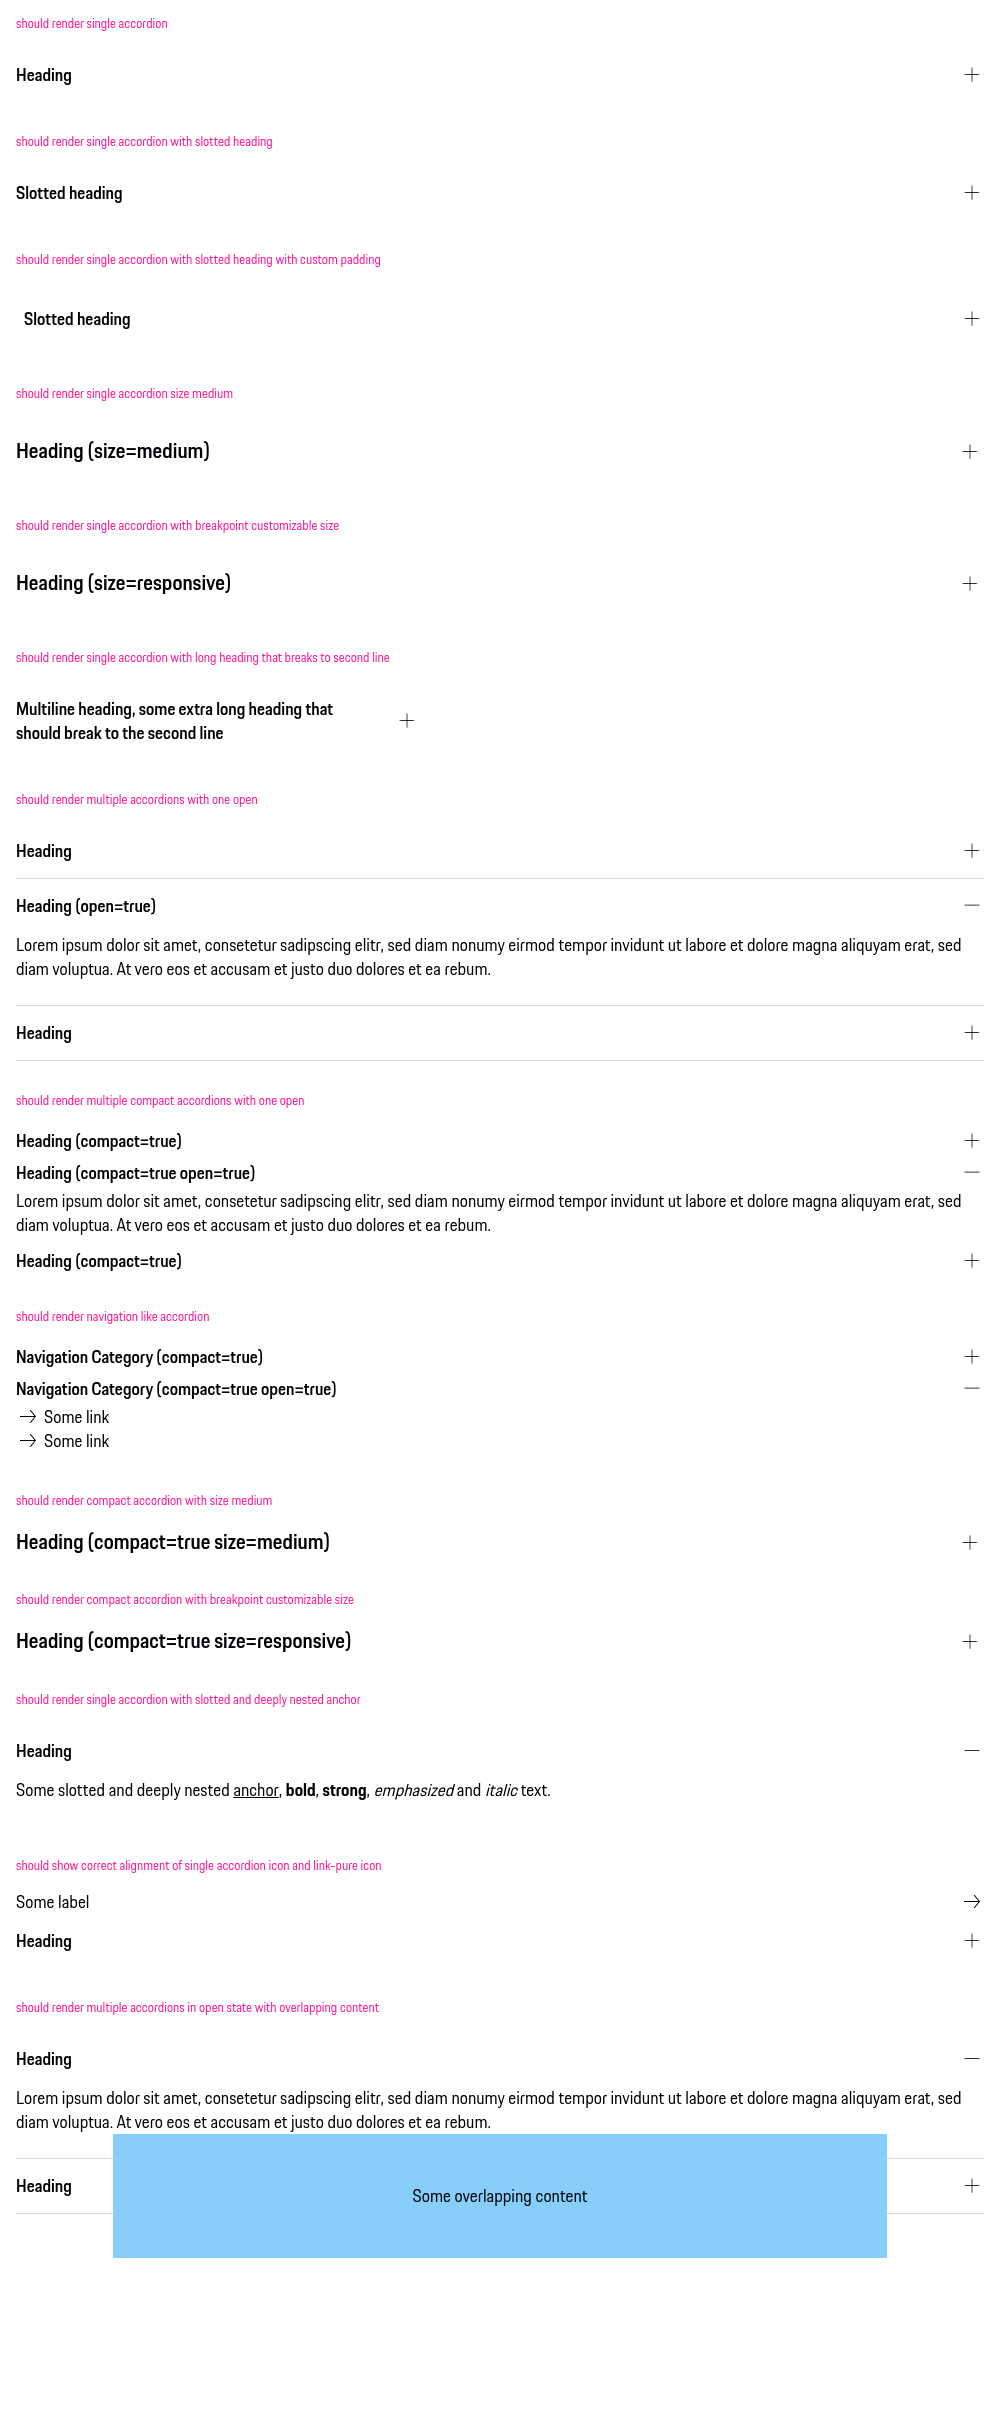 should render single accordion
Heading
should render single accordion with slotted heading
Slotted heading
should render single accordion with slotted heading with custom padding
Slotted heading
should render single accordion size medium
Heading (size=medium)
should render single accordion with breakpoint customizable size
Heading (size=responsive)
should render single accordion with long heading that breaks to second line
Multiline heading, some extra long heading that
should break to the second line
should render multiple accordions with one open
Heading
Heading (open=true)
Lorem ipsum dolor sit amet, consetetur sadipscing elitr, sed diam nonumy eirmod tempor invidunt ut labore et dolore magna aliquyam erat, sed
diam voluptua. At vero eos et accusam et justo duo dolores et ea rebum.
Heading
should render multiple compact accordions with one open
Heading (compact=true)
Heading (compact=true open=true)
Lorem ipsum dolor sit amet, consetetur sadipscing elitr, sed diam nonumy eirmod tempor invidunt ut labore et dolore magna aliquyam erat, sed
diam voluptua. At vero eos et accusam et justo duo dolores et ea rebum.
Heading (compact=true)
should render navigation like accordion
Navigation Category (compact=true)
Navigation Category (compact=true open=true)
Some link
Some link
should render compact accordion with size medium
Heading (compact=true size=medium)
should render compact accordion with breakpoint customizable size
Heading (compact=true size=responsive)
should render single accordion with slotted and deeply nested anchor
Heading
Some slotted and deeply nested anchor, bold, strong, emphasized and italic text.
should show correct alignment of single accordion icon and link-pure icon
Some label
Heading
should render multiple accordions in open state with overlapping content
Heading
Lorem ipsum dolor sit amet, consetetur sadipscing elitr, sed diam nonumy eirmod tempor invidunt ut labore et dolore magna aliquyam erat, sed
diam voluptua. At vero eos et accusam et justo duo dolores et ea rebum.
Heading
Some overlapping content